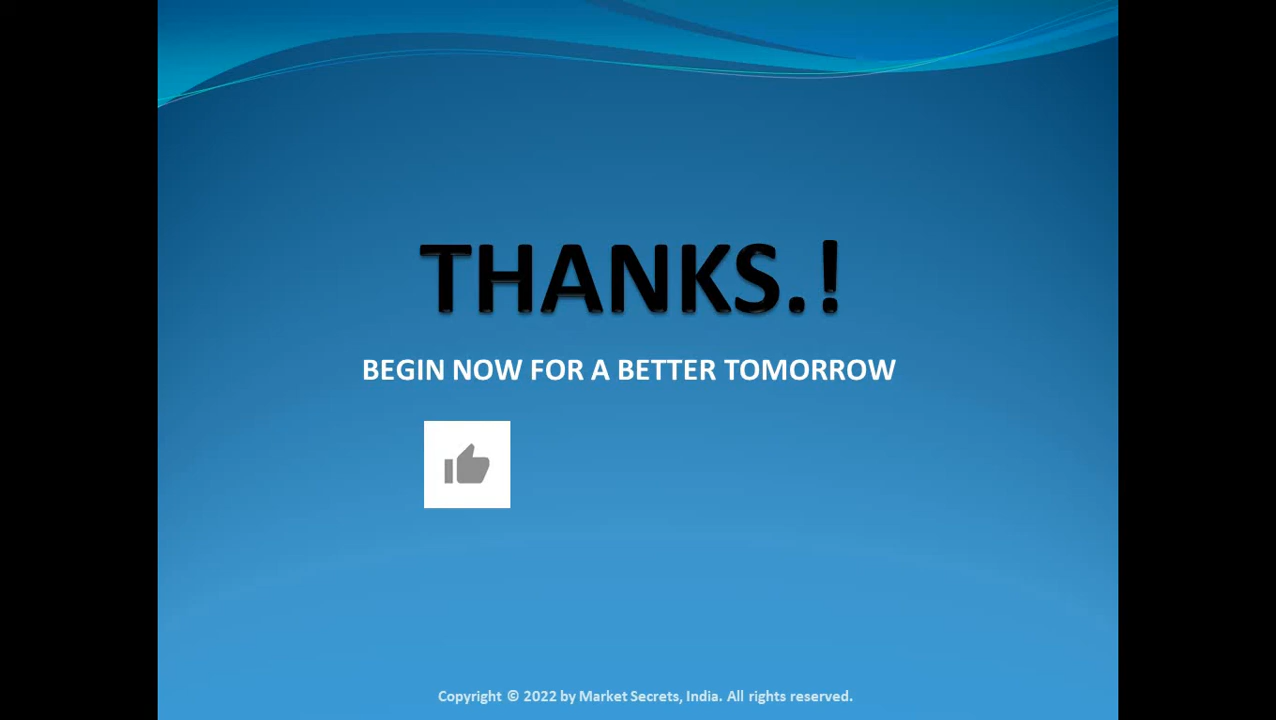 THANKS.!
BEGIN NOW FOR A BETTER TOMORROW
Copyright © 2022 by Market Secrets, India. All rights reserved.